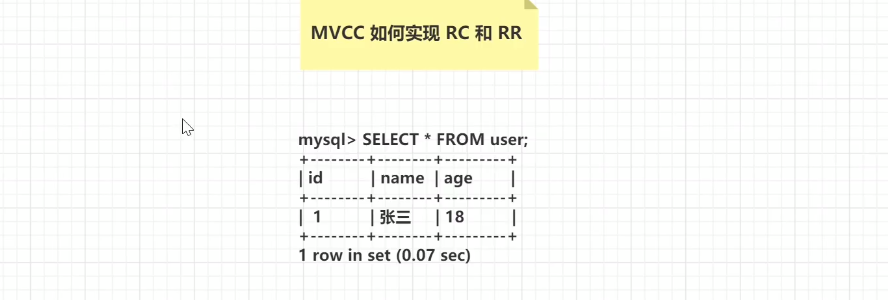 MVCC 如何实现 RC 和 RR
mysql> SELECT * FROM user;
+--------+--------+---------+
| id | name | age |
+--------+--------+---------+
| 1 | 张三 | 18 |
+--------+--------+---------+
1 row in set (0.07 sec)